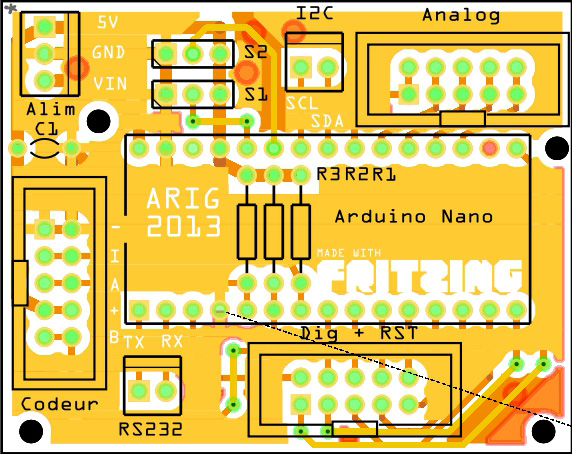 5V
GND
VIN
Alim
C1
S2
S1
I2C
SCL
SDA
Analog
R3R2R1
ARIG
2013
Arduino Nano
MADE WITH
FRITZING
-
I
A
+
B
TX RX
Dig + RST
Codeur
RS232